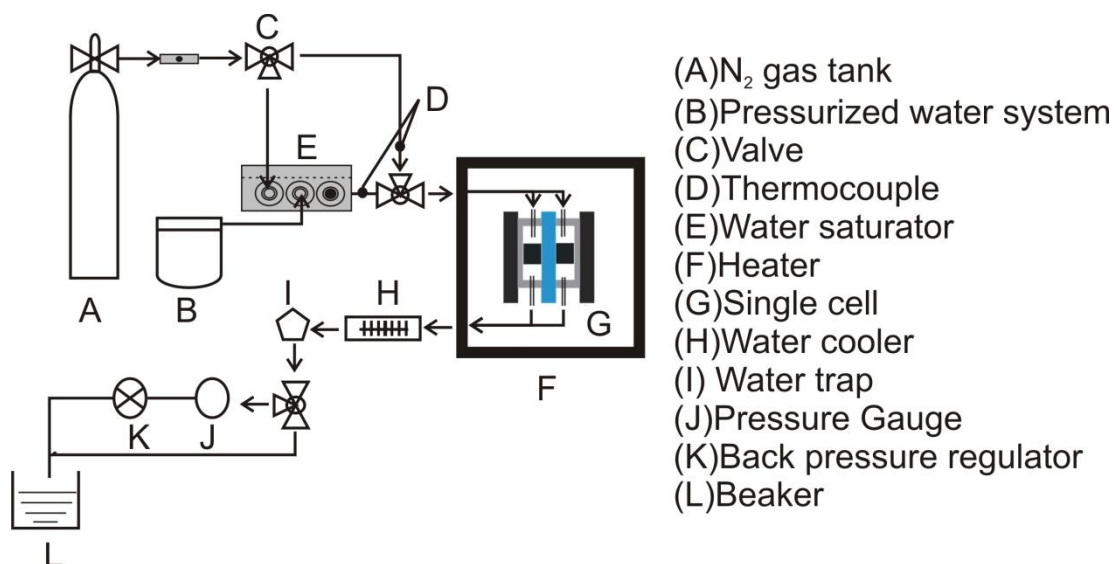 C
D
E
A
B
I
H
G
F
K
J
L
(A)N₂ gas tank
(B)Pressurized water system
(C)Valve
(D)Thermocouple
(E)Water saturator
(F)Heater
(G)Single cell
(H)Water cooler
(I) Water trap
(J)Pressure Gauge
(K)Back pressure regulator
(L)Beaker